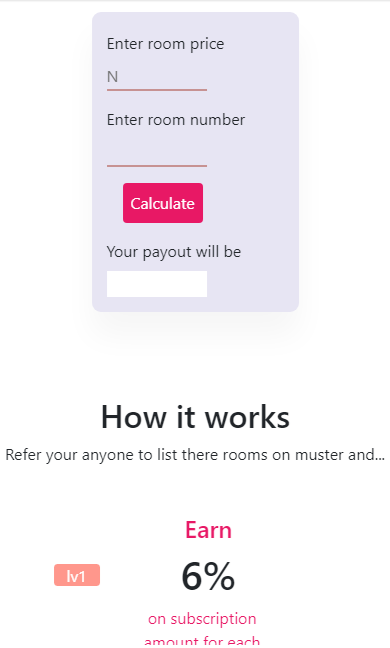 Enter room price
N
Enter room number
Calculate
Your payout will be
How it works
Refer your anyone to list there rooms on muster and...
Earn
lv1
6%
on subscription
amount for each